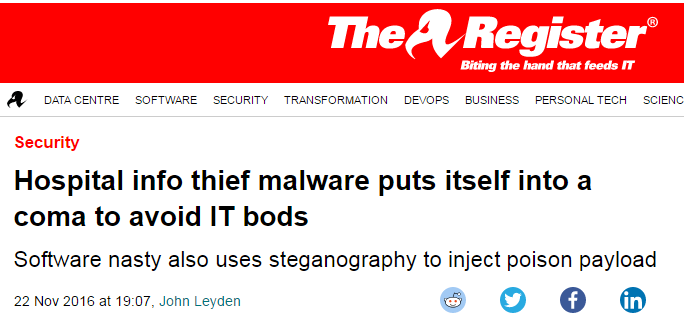 The Register®
Biting the hand that feeds IT
DATA CENTRE SOFTWARE SECURITY TRANSFORMATION DEVOPS BUSINESS PERSONAL TECH SCIENC
Security
Hospital info thief malware puts itself into a
coma to avoid IT bods
Software nasty also uses steganography to inject poison payload
22 Nov 2016 at 19:07, John Leyden
f
in